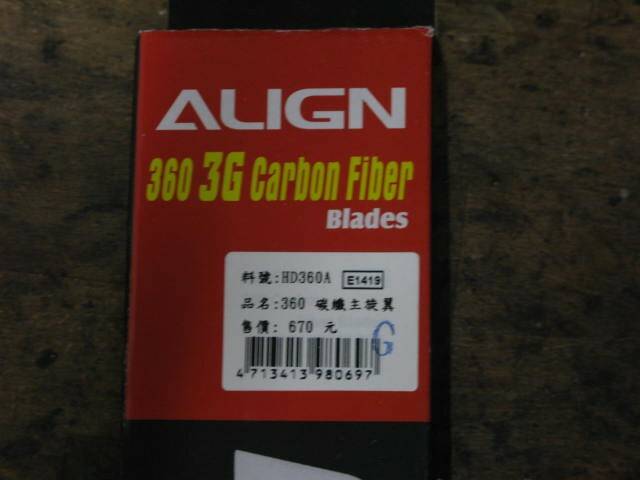 ALIGN
360 3G Carbon Fiber
Blades
料號:HD360A E1419
品名:360 碳纖主旋翼
售價: 670 元
G
4 713413 980697